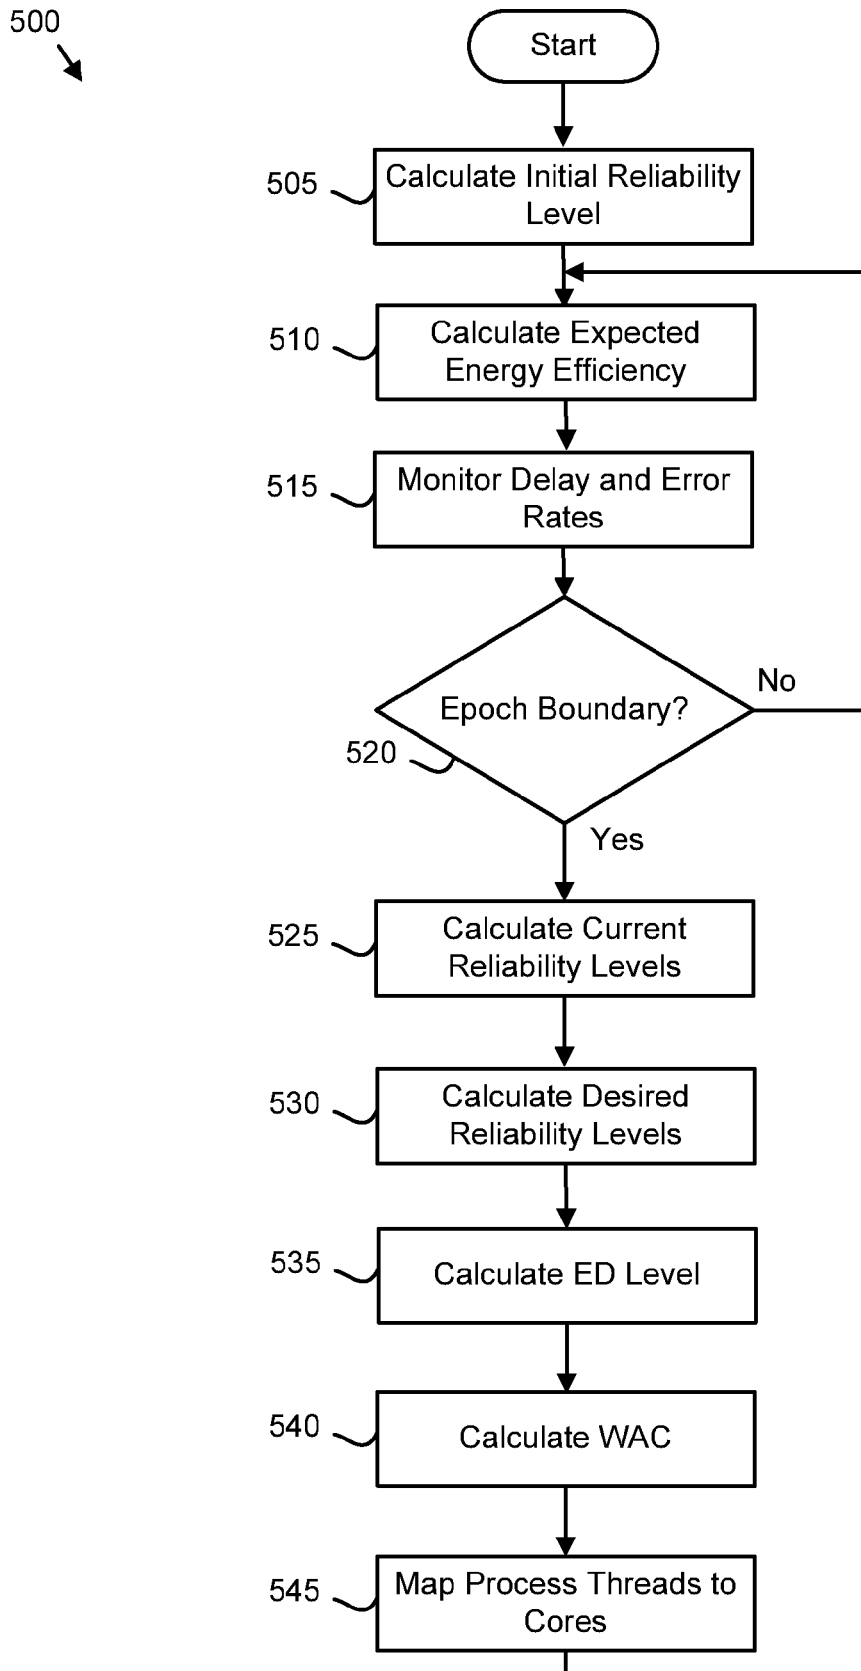 500
Start
505
Calculate Initial Reliability
Level
510
Calculate Expected
Energy Efficiency
515
Monitor Delay and Error
Rates
Epoch Boundary?
No
520
Yes
525
Calculate Current
Reliability Levels
530
Calculate Desired
Reliability Levels
535
Calculate ED Level
540
Calculate WAC
545
Map Process Threads to
Cores